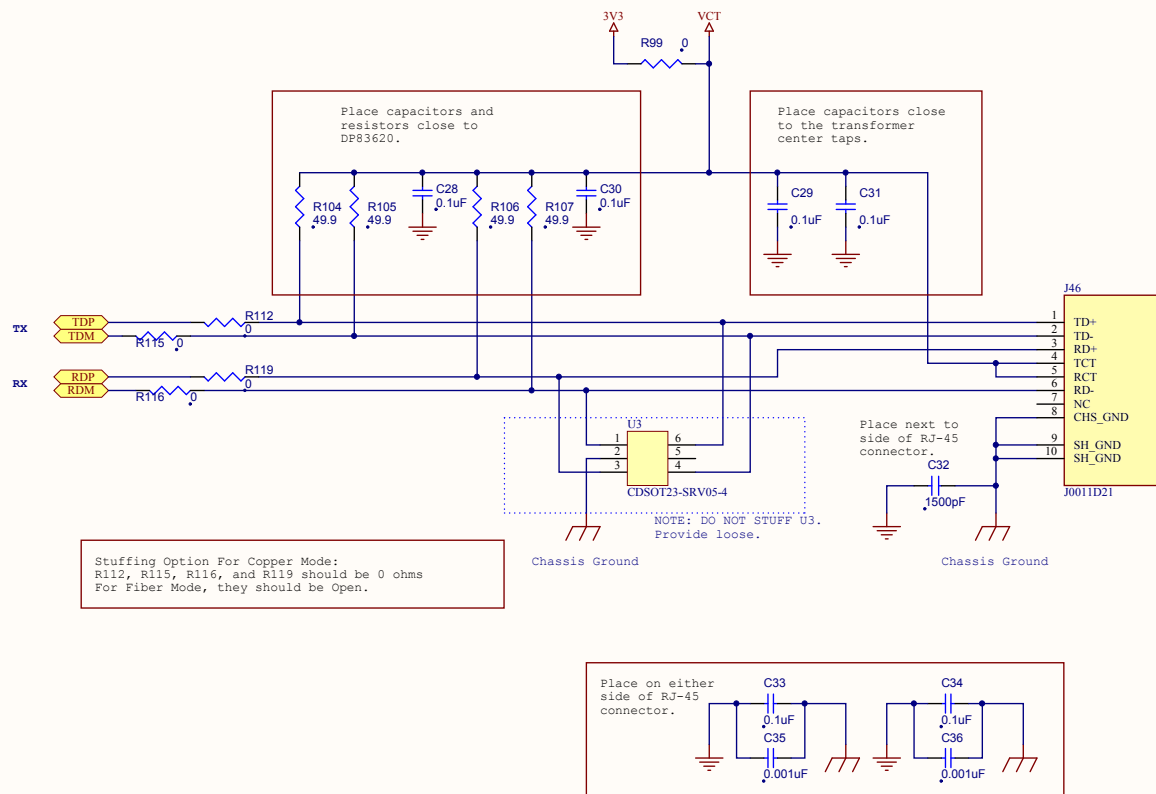 3V3
VCT
R99
0
Place capacitors and
resistors close to
DP83620.
Place capacitors close
to the transformer
center taps.
R104
49.9
R105
49.9
C28
0.1uF
R106
49.9
R107
49.9
C30
0.1uF
C29
0.1uF
C31
0.1uF
TX
TDP
TDM
R112
0
R115
0
RX
RDP
RDM
R119
0
R116
0
J46
1 TD+
2 TD-
3 RD+
4 TCT
5 RCT
6 RD-
7 NC
8 CHS_GND
9 SH_GND
10 SH_GND
J0011D21
U3
1 6
2 5
3 4
CDSOT23-SRV05-4
NOTE: DO NOT STUFF U3.
Provide loose.
Chassis Ground
Place next to
side of RJ-45
connector.
C32
1500pF
Chassis Ground
Stuffing Option For Copper Mode:
R112, R115, R116, and R119 should be 0 ohms
For Fiber Mode, they should be Open.
Place on either
side of RJ-45
connector.
C33
0.1uF
C35
0.001uF
C34
0.1uF
C36
0.001uF